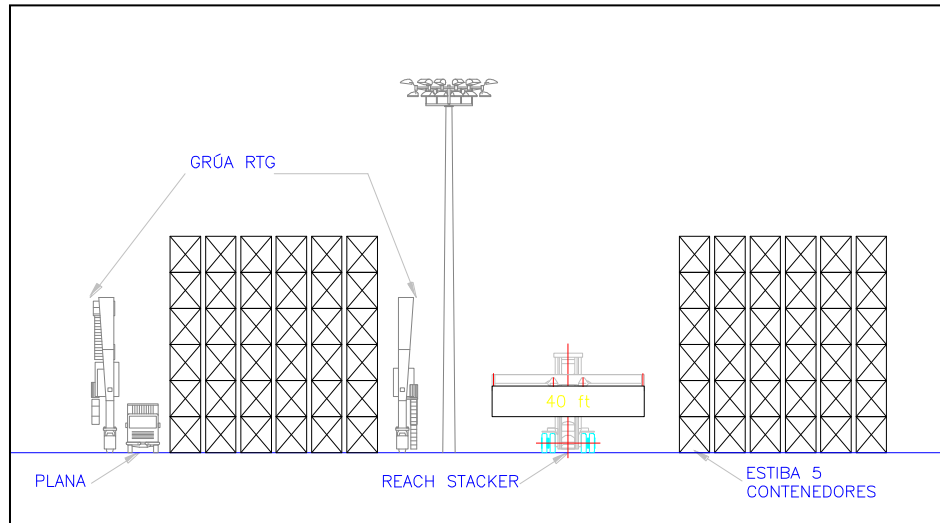 GRÚA RTG
40 ft
PLANA
REACH STACKER
ESTIBA 5
CONTENEDORES